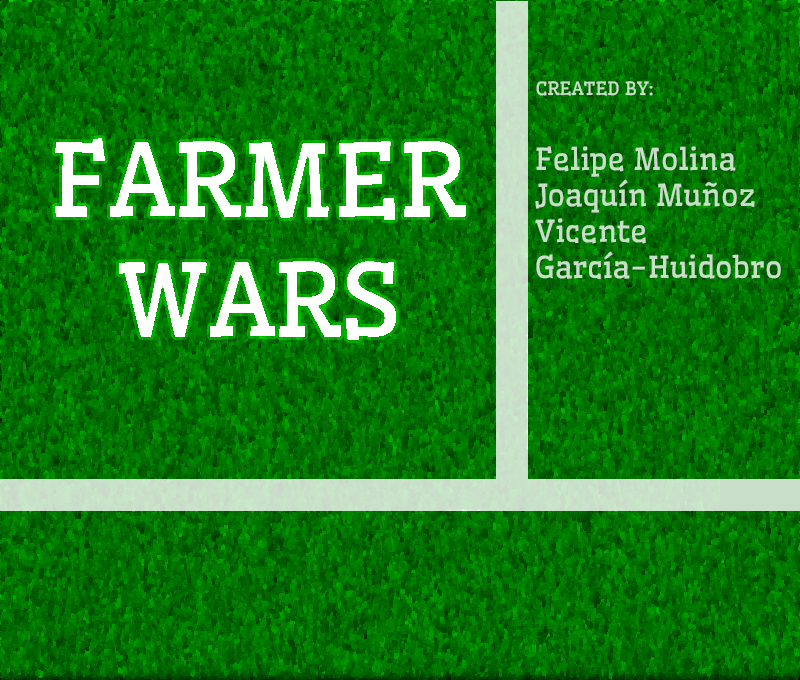 FARMER
WARS
CREATED BY:
Felipe Molina
Joaquín Muñoz
Vicente
García-Huidobro